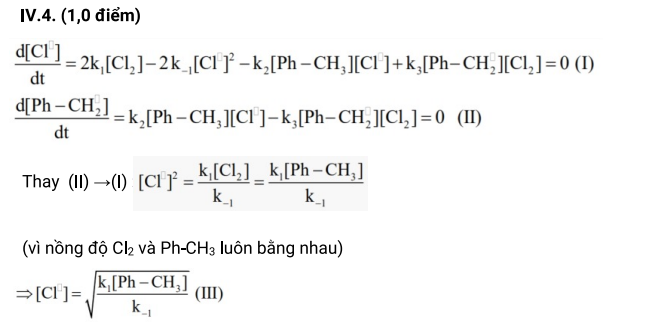 IV.4. (1,0 điểm)
d[Cl▯]/dt = 2k₁[Cl₂]−2k₋₁[Cl▯]²−k₂[Ph−CH₃][Cl▯]+k₃[Ph−CH₂▯][Cl₂]=0 (I)
d[Ph−CH₂▯]/dt = k₂[Ph−CH₃][Cl▯]−k₃[Ph−CH₂▯][Cl₂]=0 (II)
Thay (II) →(I) [Cl▯]² = k₁[Cl₂]/k₋₁ = k₁[Ph−CH₃]/k₋₁
(vì nồng độ Cl₂ và Ph-CH₃ luôn bằng nhau)
⇒[Cl▯]=√(k₁[Ph−CH₃]/k₋₁) (III)